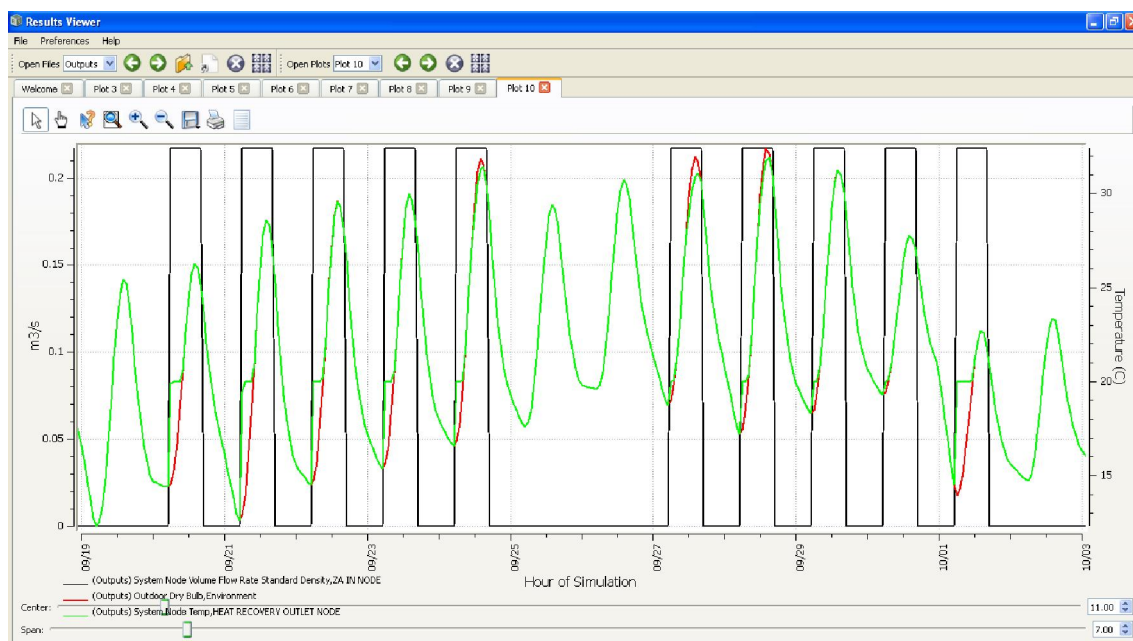 Results Viewer
File Preferences Help
Open Files Outputs Open Plots Plot 10
Welcome Plot 3 Plot 4 Plot 5 Plot 6 Plot 7 Plot 8 Plot 9 Plot 10
m3/s
0.2
0.15
0.1
0.05
0
30
25
20
15
Temperature (C)
09/19 09/21 09/23 09/25 09/27 09/29 10/01 10/03
Hour of Simulation
(Outputs) System Node Volume Flow Rate Standard Density,ZA IN NODE
(Outputs) Outdoor Dry Bulb,Environment
Center: 11.00
(Outputs) System Node Temp,HEAT RECOVERY OUTLET NODE
Span: 7.00